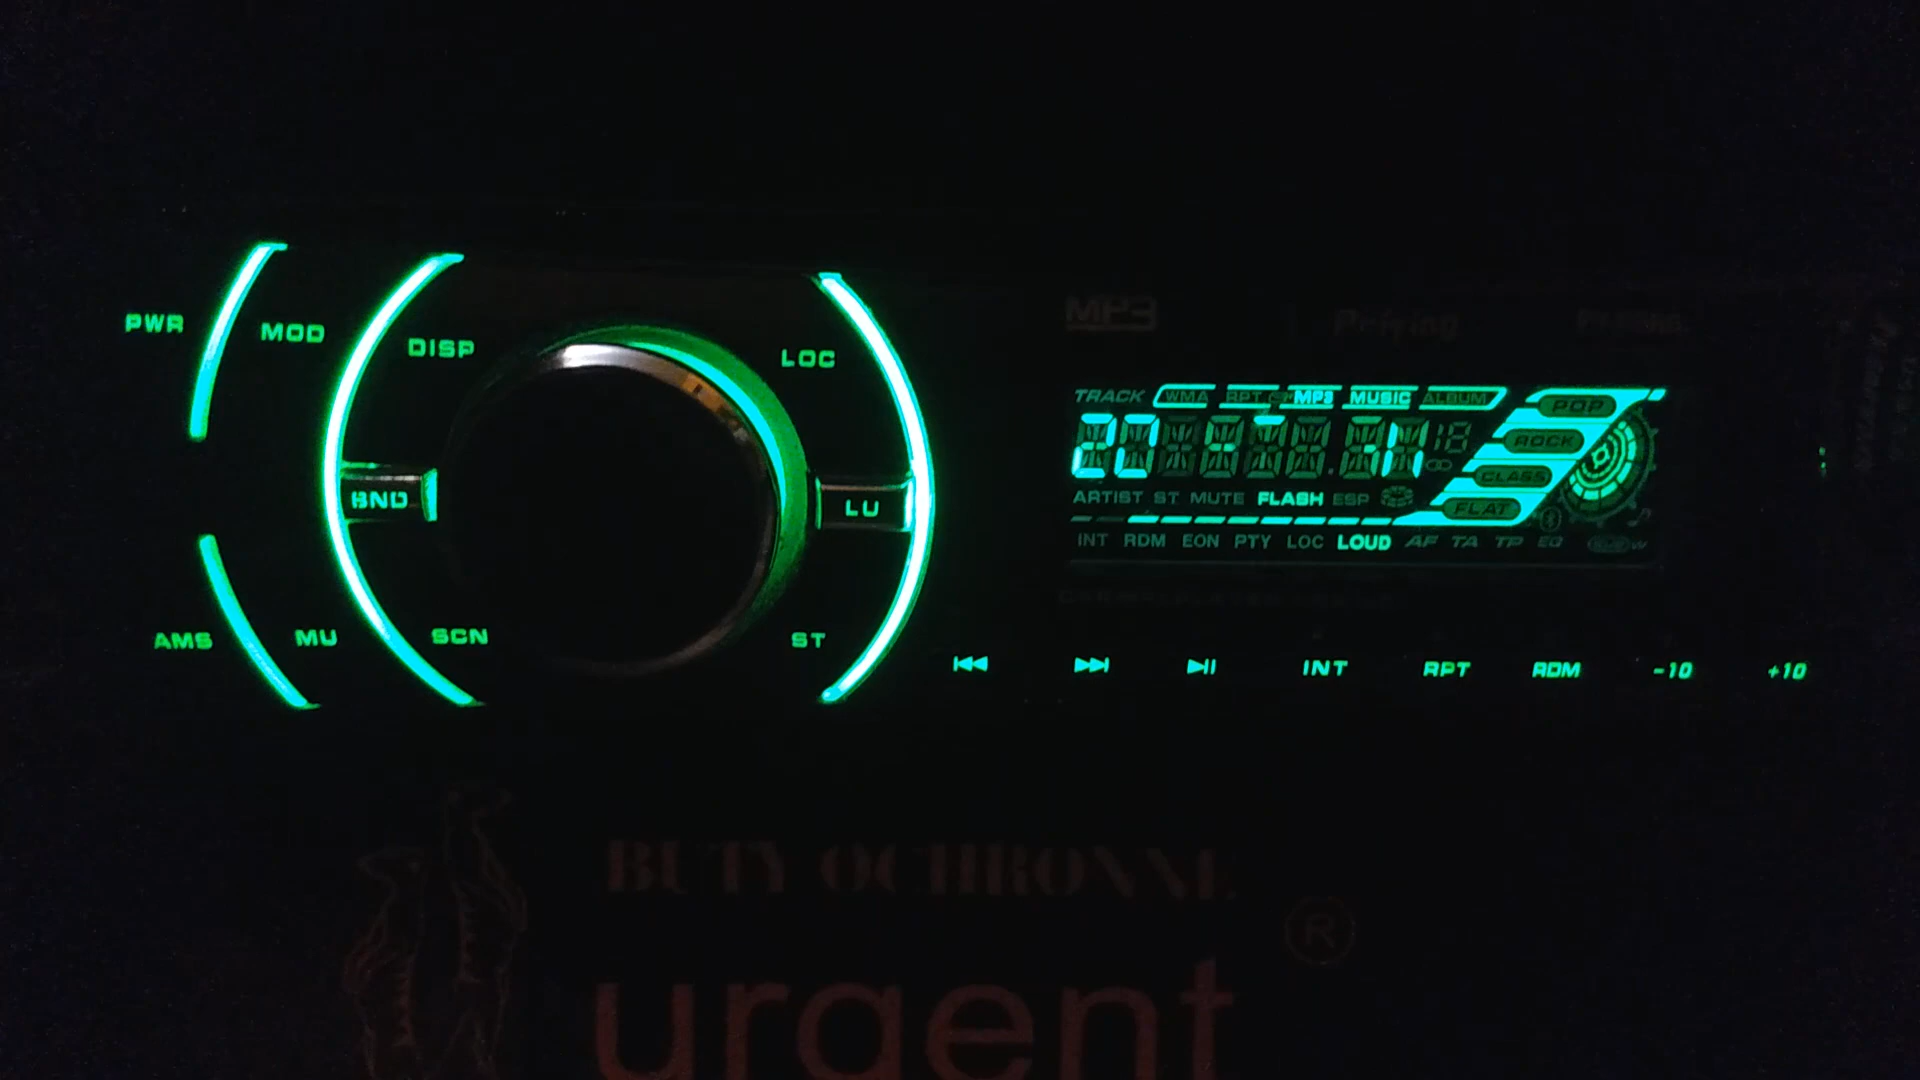 MP3
PWR MOD DISP LOC
TRACK WMA RPT MP3 MUSIC ALBUM POP
20
ROCK
CLASS
BND LU
ARTIST ST MUTE FLASH ESP FLAT
INT RDM EON PTY LOC LOUD AF TA TP EQ
AMS MU SCN ST
INT RPT RDM -10 +10
BUTY OCHRONNE
®
urgent